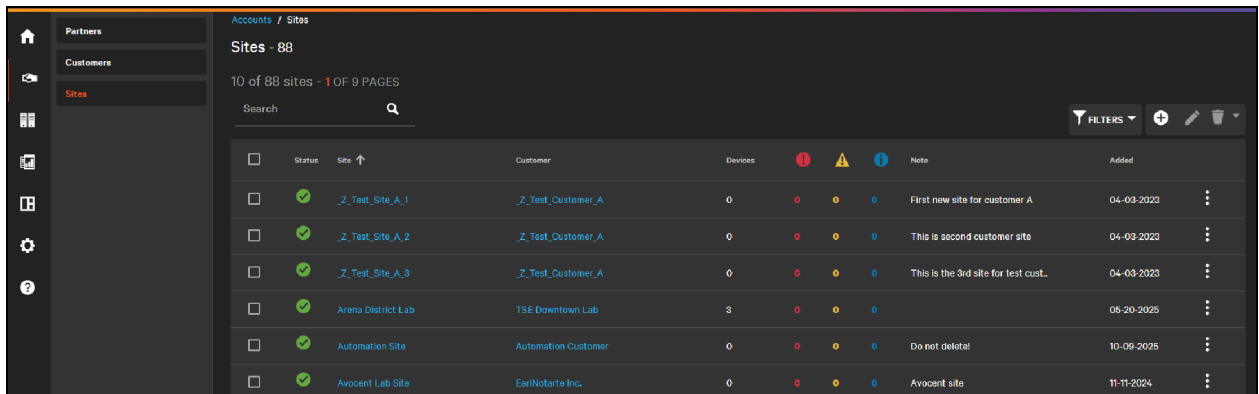 Accounts / Sites
Partners
Customers
Sites
Sites - 88
10 of 88 sites - 1 OF 9 PAGES
Search
FILTERS
Status Site Customer Devices Note Added
_Z_Test_Site_A_1 _Z_Test_Customer_A 0 0 0 0 First new site for customer A 04-03-2023
_Z_Test_Site_A_2 _Z_Test_Customer_A 0 0 0 0 This is second customer site 04-03-2023
_Z_Test_Site_A_3 _Z_Test_Customer_A 0 0 0 0 This is the 3rd site for test cust.. 04-03-2023
Arena District Lab TSE Downtown Lab 3 0 0 0 05-20-2025
Automation Site Automation Customer 0 0 0 0 Do not delete! 10-09-2025
Avocent Lab Site EarlNotarte Inc. 0 0 0 0 Avocent site 11-11-2024